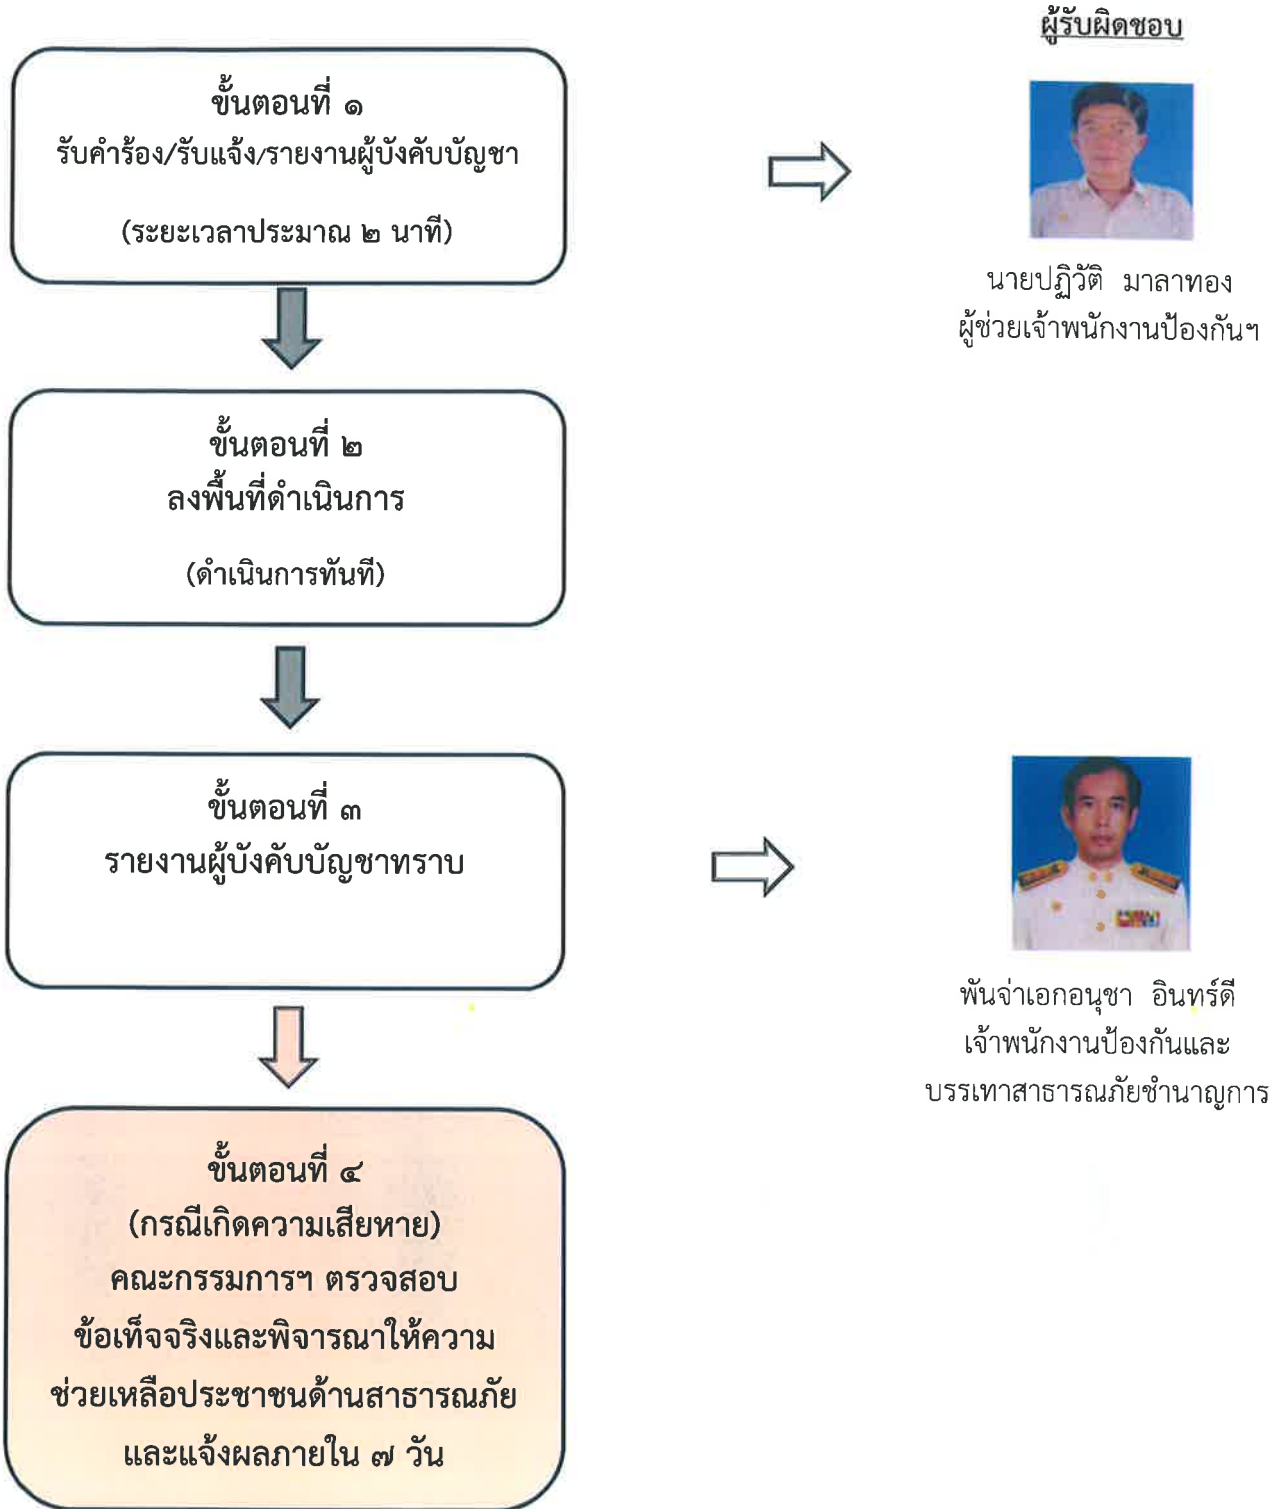 ผู้รับผิดชอบ
ขั้นตอนที่ ๑
รับคำร้อง/รับแจ้ง/รายงานผู้บังคับบัญชา
(ระยะเวลาประมาณ ๒ นาที)
นายปฏิวัติ มาลาทอง
ผู้ช่วยเจ้าพนักงานป้องกันฯ
ขั้นตอนที่ ๒
ลงพื้นที่ดำเนินการ
(ดำเนินการทันที)
ขั้นตอนที่ ๓
รายงานผู้บังคับบัญชาทราบ
พันจ่าเอกอนุชา อินทร์ดี
เจ้าพนักงานป้องกันและ
บรรเทาสาธารณภัยชำนาญการ
ขั้นตอนที่ ๔
(กรณีเกิดความเสียหาย)
คณะกรรมการฯ ตรวจสอบ
ข้อเท็จจริงและพิจารณาให้ความ
ช่วยเหลือประชาชนด้านสาธารณภัย
และแจ้งผลภายใน ๗ วัน